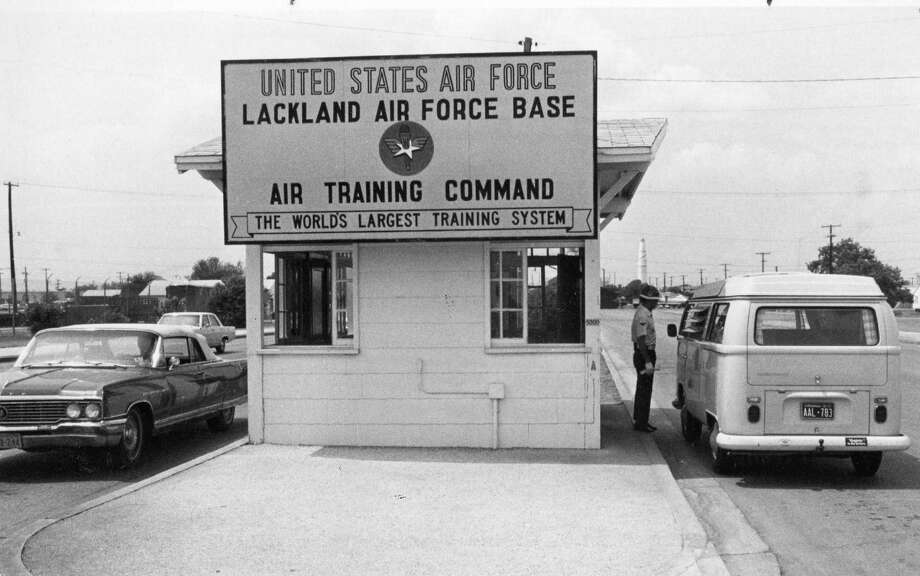 UNITED STATES AIR FORCE
LACKLAND AIR FORCE BASE
AIR TRAINING COMMAND
THE WORLD'S LARGEST TRAINING SYSTEM
A
AAL·783